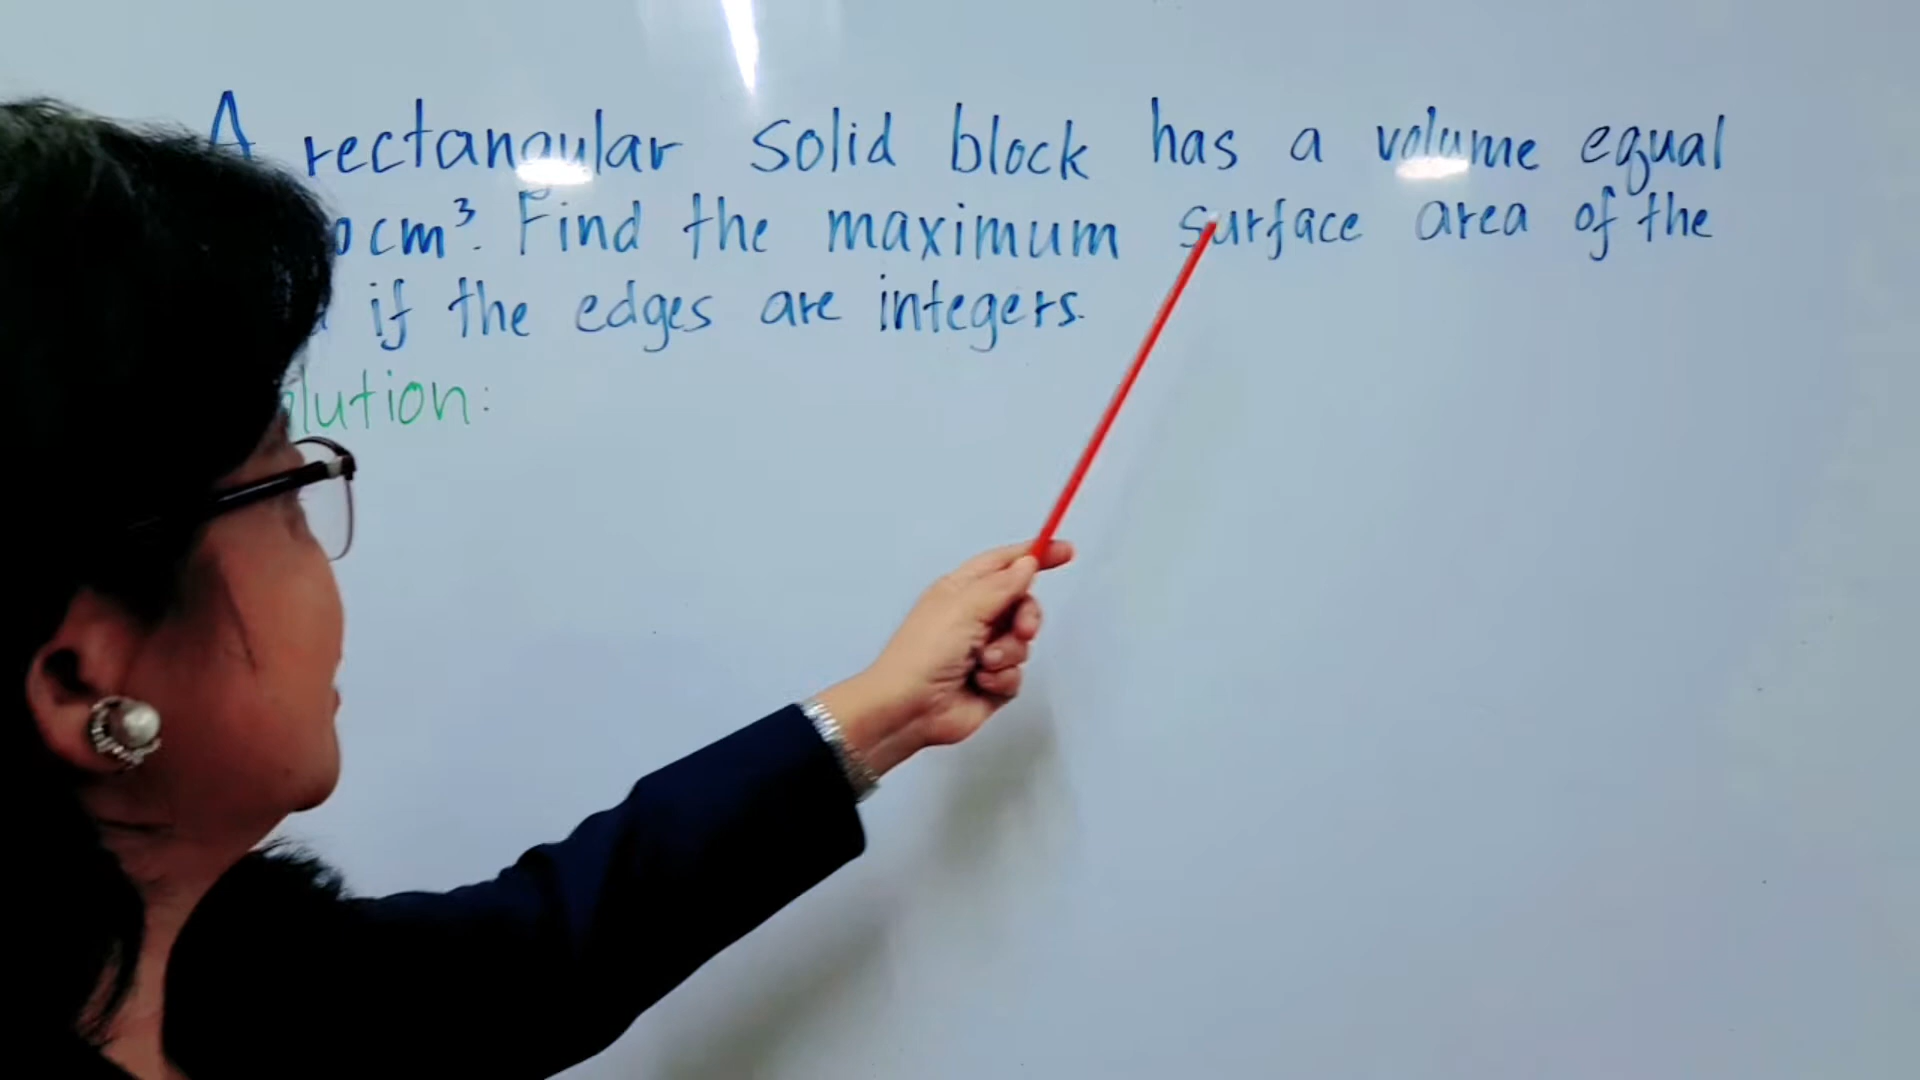 A rectangular solid block has a volume equal
0 cm³. Find the maximum surface area of the
if the edges are integers.
lution: